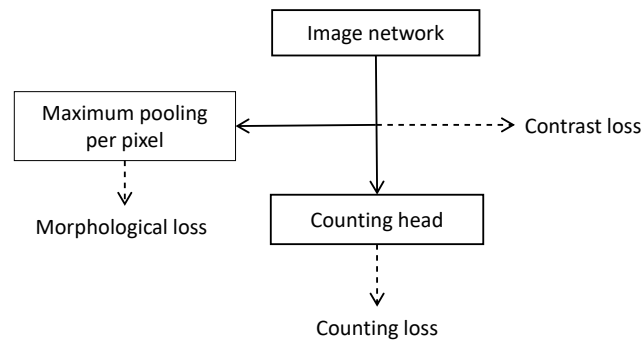 Image network
Maximum pooling
per pixel
Contrast loss
Morphological loss
Counting head
Counting loss